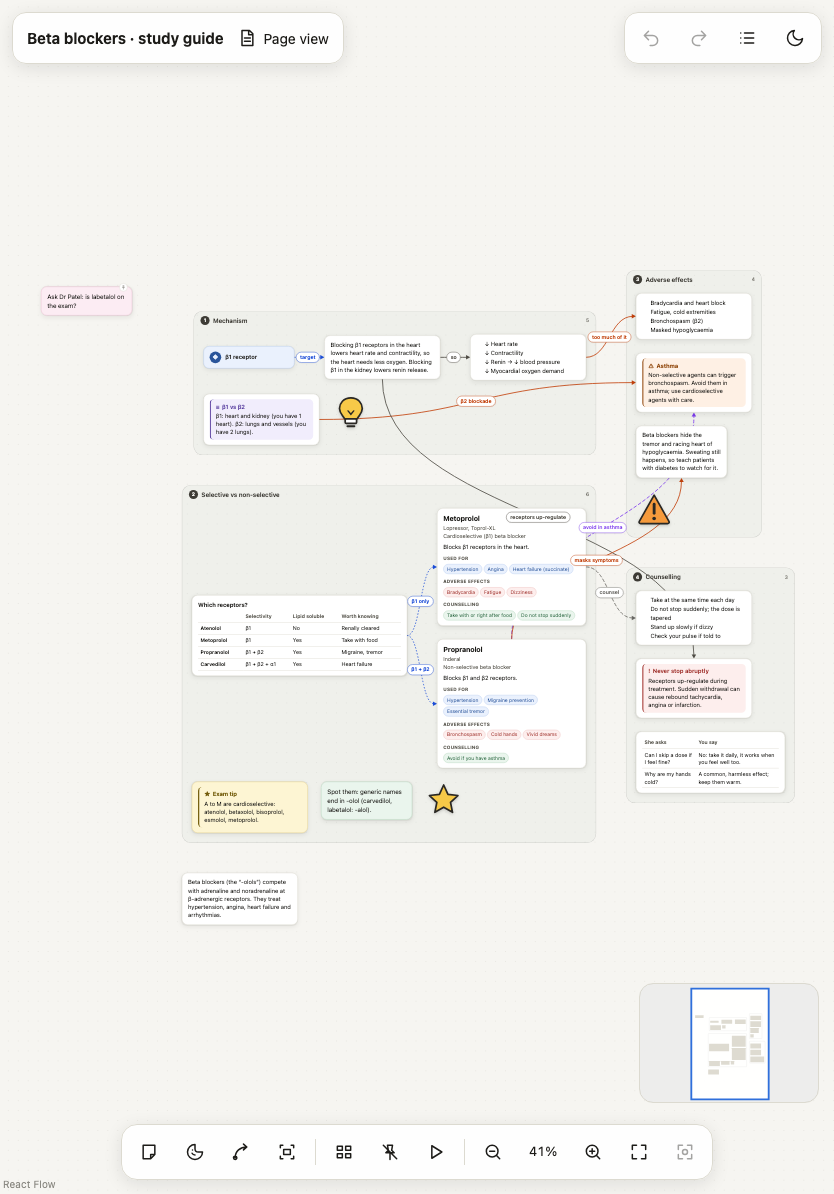 Beta blockers · study guide
Page view
Ask Dr Patel: is labetalol on
the exam?
1 Mechanism
5
β1 receptor
target
Blocking β1 receptors in the heart
lowers heart rate and contractility, so
the heart needs less oxygen. Blocking
β1 in the kidney lowers renin release.
so
↓ Heart rate
↓ Contractility
↓ Renin → ↓ blood pressure
↓ Myocardial oxygen demand
too much of it
≡ β1 vs β2
β1: heart and kidney (you have 1
heart). β2: lungs and vessels (you
have 2 lungs).
β2 blockade
3 Adverse effects
4
Bradycardia and heart block
Fatigue, cold extremities
Bronchospasm (β2)
Masked hypoglycaemia
⚠ Asthma
Non-selective agents can trigger
bronchospasm. Avoid them in
asthma; use cardioselective
agents with care.
Beta blockers hide the
tremor and racing heart of
hypoglycaemia. Sweating still
happens, so teach patients
with diabetes to watch for it.
2 Selective vs non-selective
6
Metoprolol
receptors up-regulate
Lopressor, Toprol-XL
Cardioselective (β1) beta blocker
Blocks β1 receptors in the heart.
USED FOR
Hypertension Angina Heart failure (succinate)
ADVERSE EFFECTS
Bradycardia Fatigue Dizziness
COUNSELLING
Take with or right after food Do not stop suddenly
avoid in asthma
masks symptoms
counsel
β1 only
β1 + β2
Which receptors?
Selectivity Lipid soluble Worth knowing
Atenolol β1 No Renally cleared
Metoprolol β1 Yes Take with food
Propranolol β1 + β2 Yes Migraine, tremor
Carvedilol β1 + β2 + α1 Yes Heart failure
Propranolol
Inderal
Non-selective beta blocker
Blocks β1 and β2 receptors.
USED FOR
Hypertension Migraine prevention
Essential tremor
ADVERSE EFFECTS
Bronchospasm Cold hands Vivid dreams
COUNSELLING
Avoid if you have asthma
4 Counselling
3
Take at the same time each day
Do not stop suddenly; the dose is
tapered
Stand up slowly if dizzy
Check your pulse if told to
! Never stop abruptly
Receptors up-regulate during
treatment. Sudden withdrawal can
cause rebound tachycardia,
angina or infarction.
She asks You say
Can I skip a dose if No: take it daily, it works when
I feel fine? you feel well too.
Why are my hands A common, harmless effect;
cold? keep them warm.
★ Exam tip
A to M are cardioselective:
atenolol, betaxolol, bisoprolol,
esmolol, metoprolol.
Spot them: generic names
end in -olol (carvedilol,
labetalol: -alol).
Beta blockers (the "-olols") compete
with adrenaline and noradrenaline at
β-adrenergic receptors. They treat
hypertension, angina, heart failure and
arrhythmias.
41%
React Flow